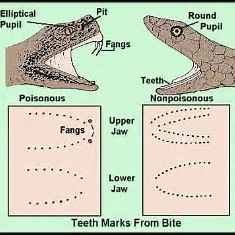 Elliptical
Pupil
Pit
Fangs
Round
Pupil
Teeth
Poisonous
Nonpoisonous
Fangs
Upper
Jaw
Lower
Jaw
Teeth Marks From Bite